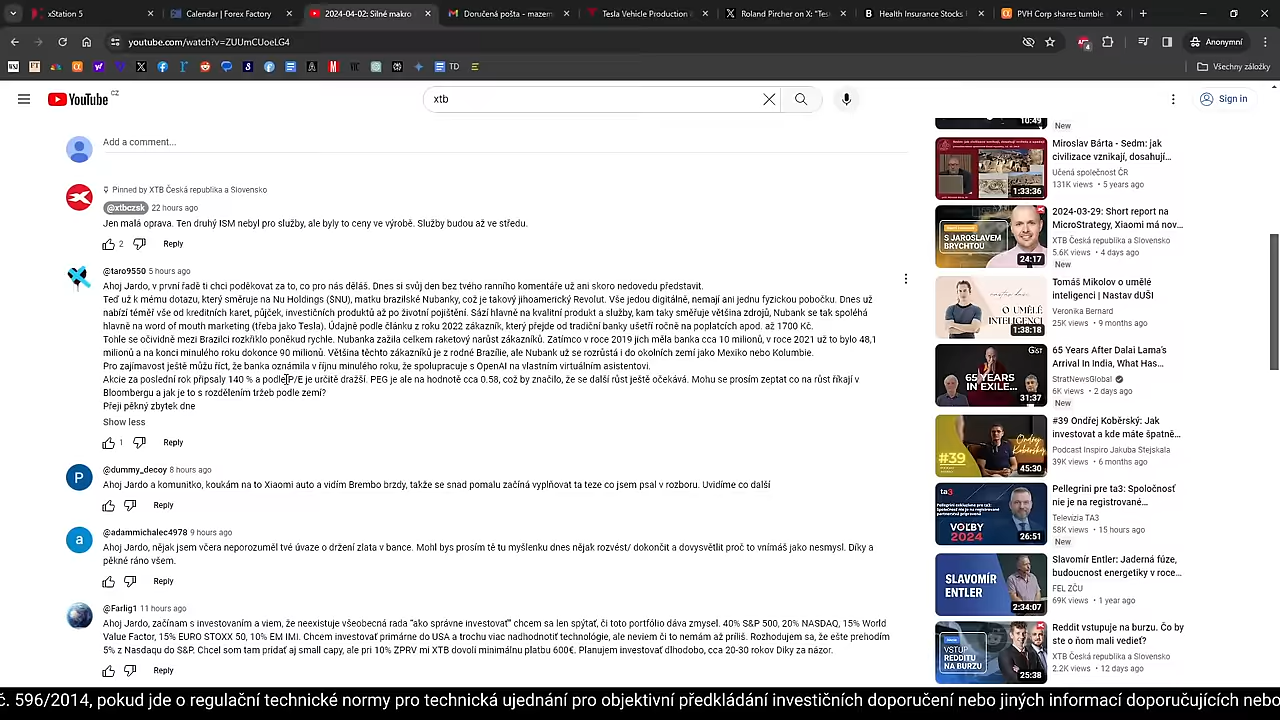 xStation 5
Calendar | Forex Factory
2024-04-02: Silné makro
Doručená pošta - mazem
Tesla Vehicle Production
Roland Pircher on X: "Tes
Health Insurance Stocks
PVH Corp shares tumble
youtube.com/watch?v=ZUUmCUoeLG4
Anonymní
TD
Všechny záložky
YouTube CZ
xtb
Sign in
Add a comment...
Pinned by XTB Česká republika a Slovensko
@xtbczsk 22 hours ago
Jen malá oprava. Ten druhý ISM nebyl pro služby, ale byly to ceny ve výrobě. Služby budou až ve středu.
2 Reply
@taro9550 5 hours ago
Ahoj Jardo, v první řadě ti chci poděkovat za to, co pro nás děláš. Dnes si svůj den bez tvého ranního komentáře už ani skoro nedovedu představit.
Teď už k mému dotazu, který směruje na Nu Holdings ($NU), matku brazilské Nubanky, což je takový jihoamerický Revolut. Vše jedou digitálně, nemají ani jednu fyzickou pobočku. Dnes už
nabízí téměř vše od kreditních karet, půjček, investičních produktů až po životní pojištění. Sází hlavně na kvalitní produkt a služby, kam taky směruje většina zdrojů, Nubank se tak spoléhá
hlavně na word of mouth marketing (třeba jako Tesla). Údajně podle článku z roku 2022 zákazník, který přejde od tradiční banky ušetří ročně na poplatcích apod. až 1700 Kč.
Tohle se očividně mezi Brazilci rozkřiklo poněkud rychle. Nubanka zažila celkem raketový narůst zákazníků. Zatímco v roce 2019 jich měla banka cca 10 milionů, v roce 2021 už to bylo 48,1
milionů a na konci minulého roku dokonce 90 milionů. Většina těchto zákazníků je z rodné Brazílie, ale Nubank už se rozrůstá i do okolních zemí jako Mexiko nebo Kolumbie.
Pro zajímavost ještě můžu říct, že banka oznámila v říjnu minulého roku, že spolupracuje s OpenAI na vlastním virtuálním asistentovi.
Akcie za poslední rok připsaly 140 % a podle P/E je určitě dražší. PEG je ale na hodnotě cca 0.58, což by značilo, že se další růst ještě očekává. Mohu se prosím zeptat co na růst říkají v
Bloombergu a jak je to s rozdělením tržeb podle zemí?
Přeji pěkný zbytek dne
Show less
1 Reply
P
@dummy_decoy 8 hours ago
Ahoj Jardo a komunitko, koukám na to Xiaomi auto a vidím Brembo brzdy, takže se snad pomalu začíná vyplňovat ta teze co jsem psal v rozboru. Uvidíme co další
Reply
a
@adammichalec4978 9 hours ago
Ahoj Jardo, nějak jsem včera neporozuměl tvé úvaze o držení zlata v bance. Mohl bys prosím tě tu myšlenku dnes nějak rozvést/ dokončit a dovysvětlit proč to vnímáš jako nesmysl. Díky a
pěkné ráno všem.
Reply
@Farlig1 11 hours ago
Ahoj Jardo, začínam s investovaním a viem, že neexistuje všeobecná rada "ako správne investovať" chcem sa len spýtať, či toto portfólio dáva zmysel. 40% S&P 500, 20% NASDAQ, 15% World
Value Factor, 15% EURO STOXX 50, 10% EM IMI. Chcem investovať primárne do USA a trochu viac nadhodnotiť technológie, ale neviem či to nemám až príliš. Rozhodujem sa, že ešte prehodím
5% z Nasdaqu do S&P. Chcel som tam pridať aj small capy, ale pri 10% ZPRV mi XTB dovolí minimálnu platbu 600€. Planujem investovať dlhodobo, cca 20-30 rokov Díky za názor.
Reply
10:49
New
1:33:36
Miroslav Bárta - Sedm: jak
civilizace vznikají, dosahují...
Učená společnost ČR
131K views • 5 years ago
S JAROSLAVEM
BRYCHTOU
24:17
2024-03-29: Short report na
MicroStrategy, Xiaomi má nov...
XTB Česká republika a Slovensko
5.6K views • 4 days ago
New
UMĚLÉ
INTELIGENCI
1:38:18
Tomáš Mikolov o umělé
inteligenci | Nastav dUŠI
Veronika Bernard
25K views • 9 months ago
Gist
65 YEARS
IN EXILE...
31:37
65 Years After Dalai Lama's
Arrival In India, What Has...
StratNewsGlobal
6K views • 2 days ago
New
#39
Ondřej
Koběrský
45:30
#39 Ondřej Koběrský: Jak
investovat a kde máte špatně...
Podcast Inspiro Jakuba Stejskala
39K views • 6 months ago
ta3
VOĽBY
2024
26:51
Pellegrini pre ta3: Spoločnosť
nie je na registrované...
Televízia TA3
58K views • 15 hours ago
New
SLAVOMÍR
ENTLER
2:34:07
Slavomír Entler: Jaderná fúze,
budoucnost energetiky v roce...
FEL ZČU
69K views • 1 year ago
VSTUP
REDDITU
NA BURZU
25:38
Reddit vstupuje na burzu. Čo by
ste o ňom mali vedieť?
XTB Česká republika a Slovensko
2.2K views • 12 days ago
č. 596/2014, pokud jde o regulační technické normy pro technická ujednání pro objektivní předkládání investičních doporučení nebo jiných informací doporučujících nebo